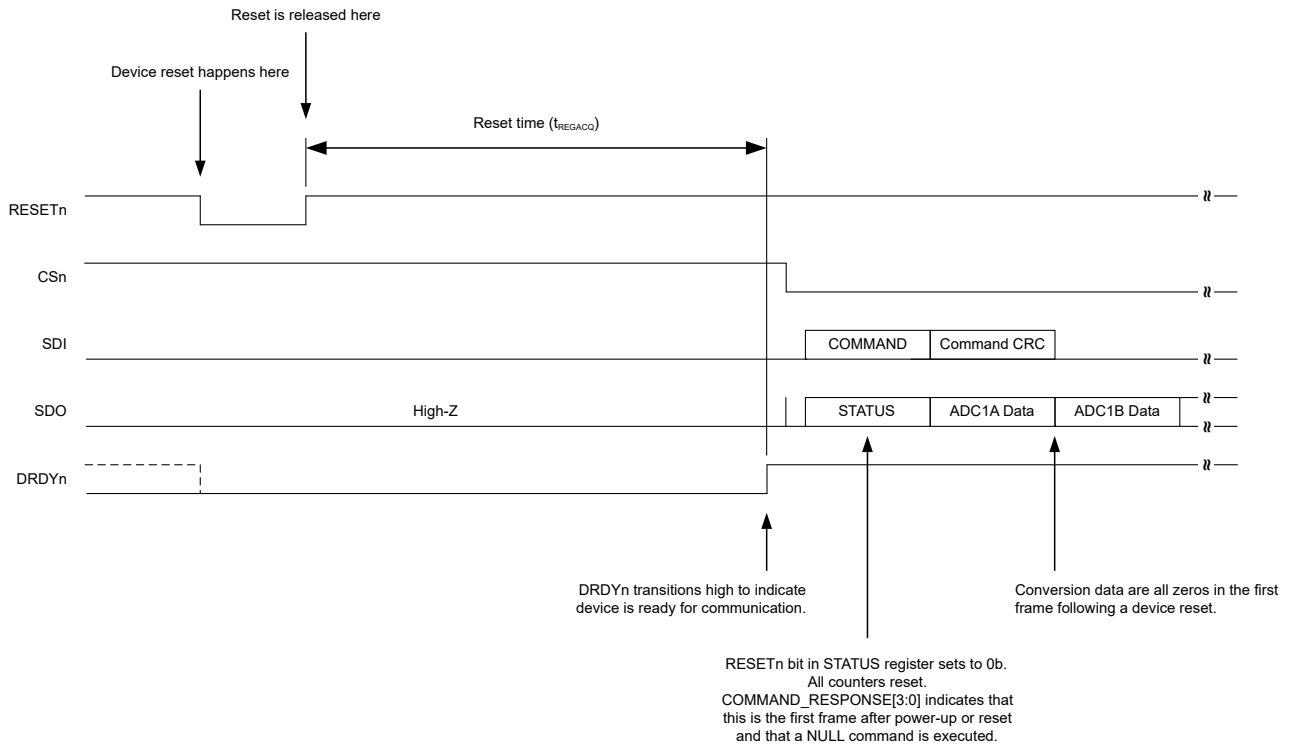 Reset is released here
Device reset happens here
Reset time (tREGACQ)
RESETn
CSn
SDI
COMMAND
Command CRC
SDO
High-Z
STATUS
ADC1A Data
ADC1B Data
DRDYn
DRDYn transitions high to indicate
device is ready for communication.
Conversion data are all zeros in the first
frame following a device reset.
RESETn bit in STATUS register sets to 0b.
All counters reset.
COMMAND_RESPONSE[3:0] indicates that
this is the first frame after power-up or reset
and that a NULL command is executed.